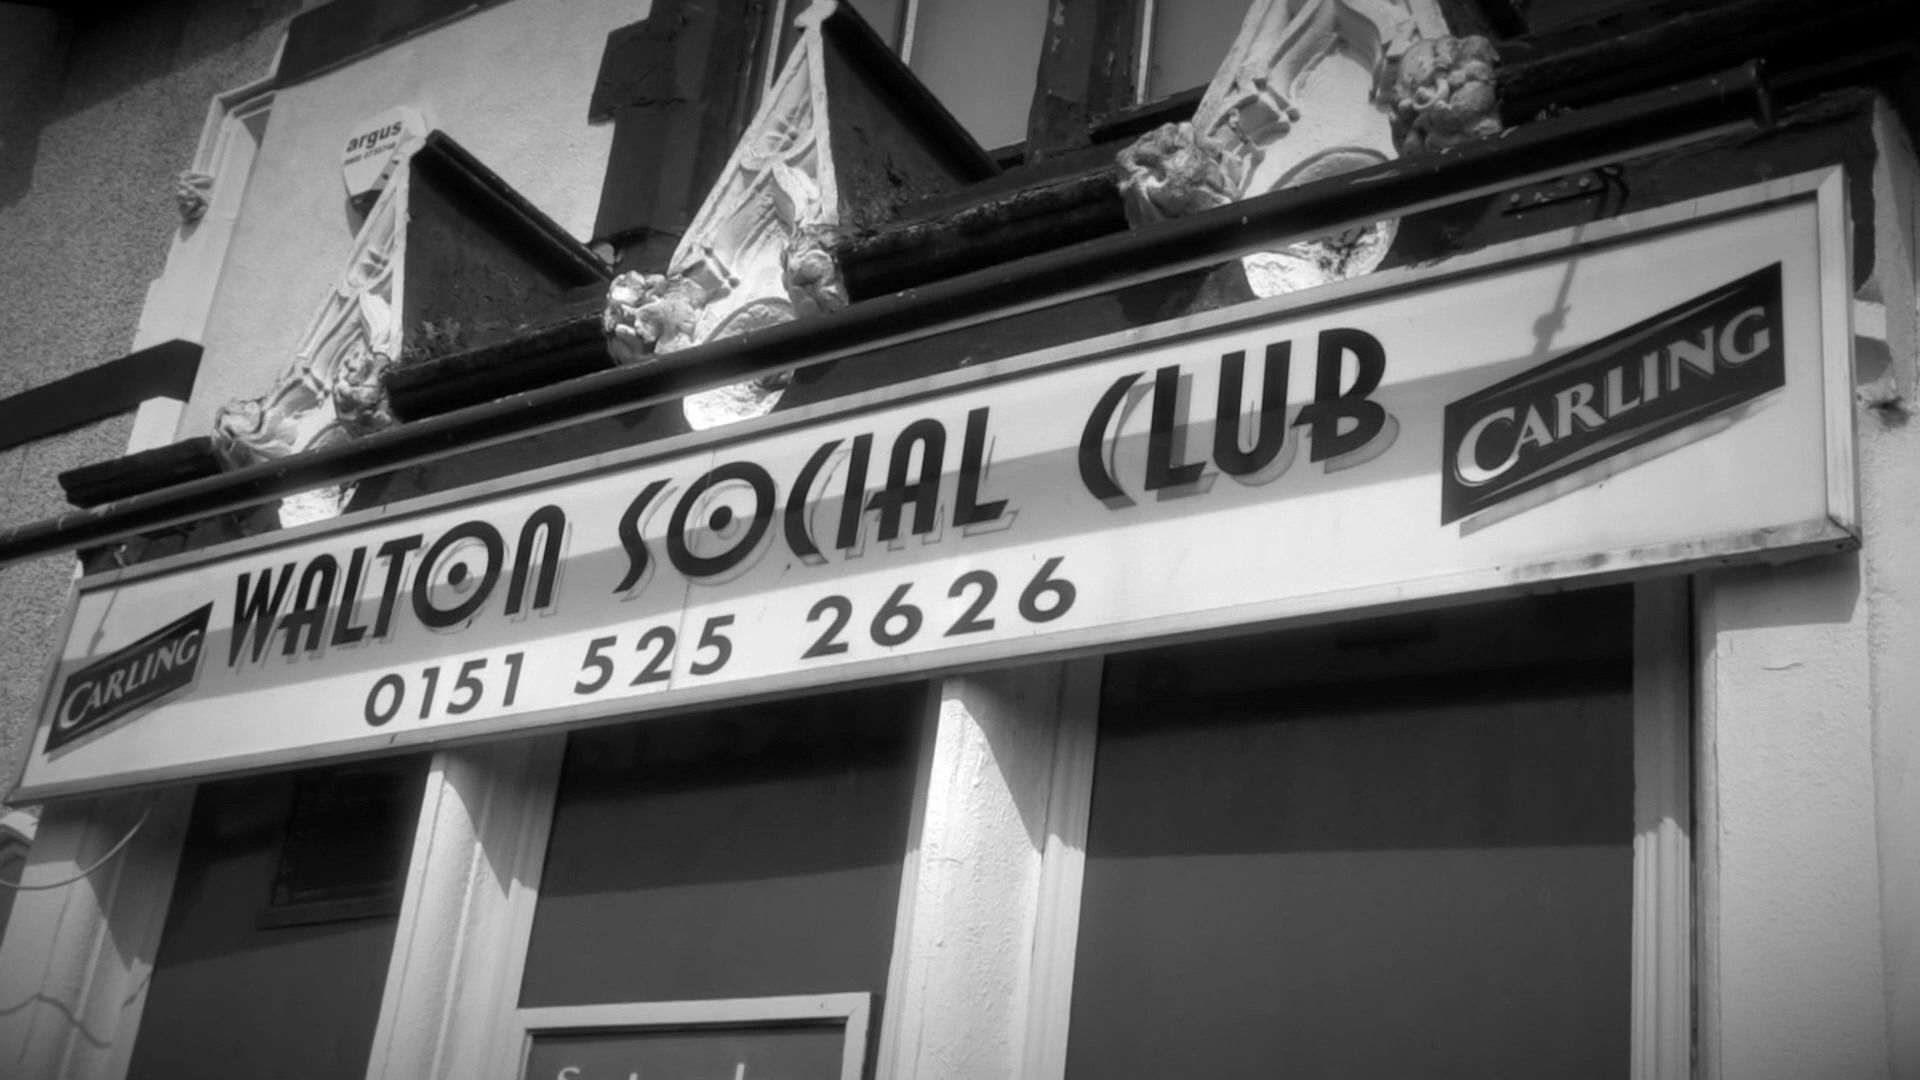 argus
WALTON SOCIAL CLUB
CARLING
CARLING
0151 525 2626